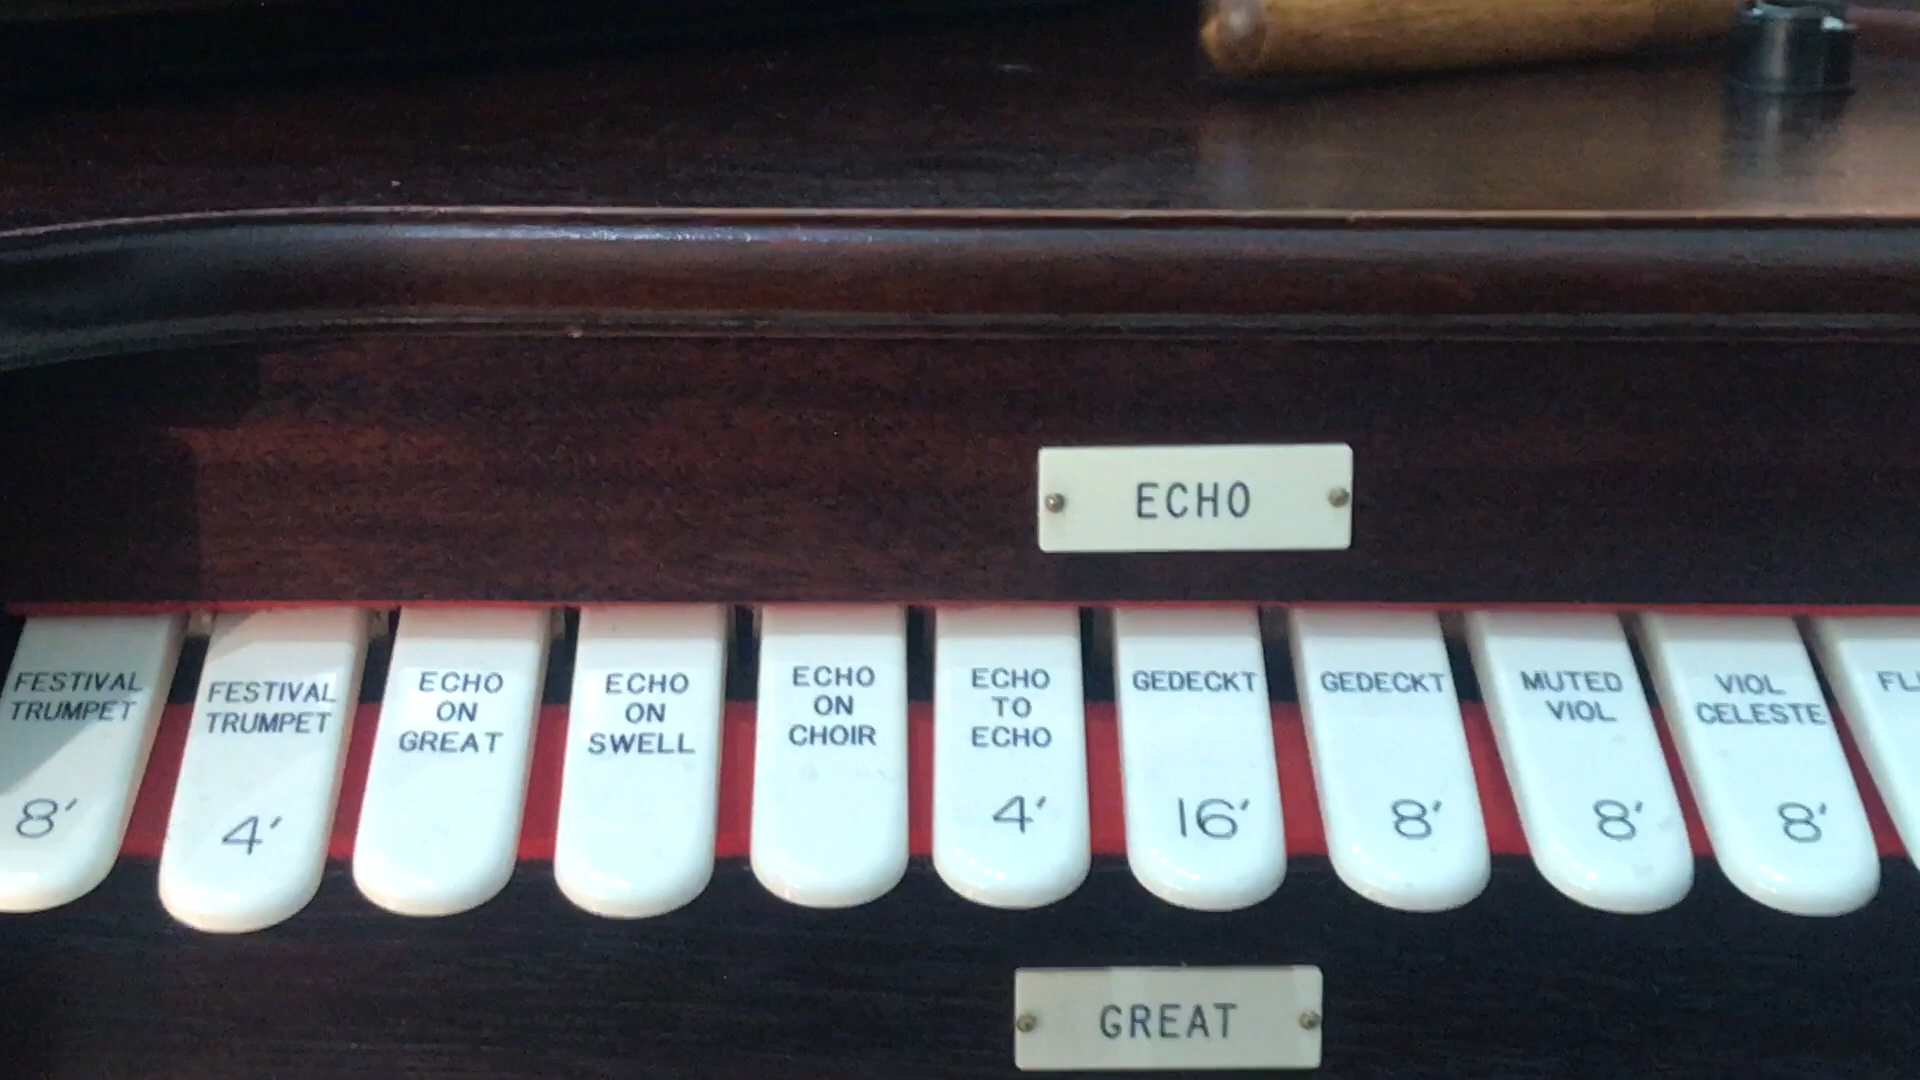 ECHO
FESTIVAL
TRUMPET
8′
FESTIVAL
TRUMPET
4′
ECHO
ON
GREAT
ECHO
ON
SWELL
ECHO
ON
CHOIR
ECHO
TO
ECHO
4′
GEDECKT
16′
GEDECKT
8′
MUTED
VIOL
8′
VIOL
CELESTE
8′
GREAT